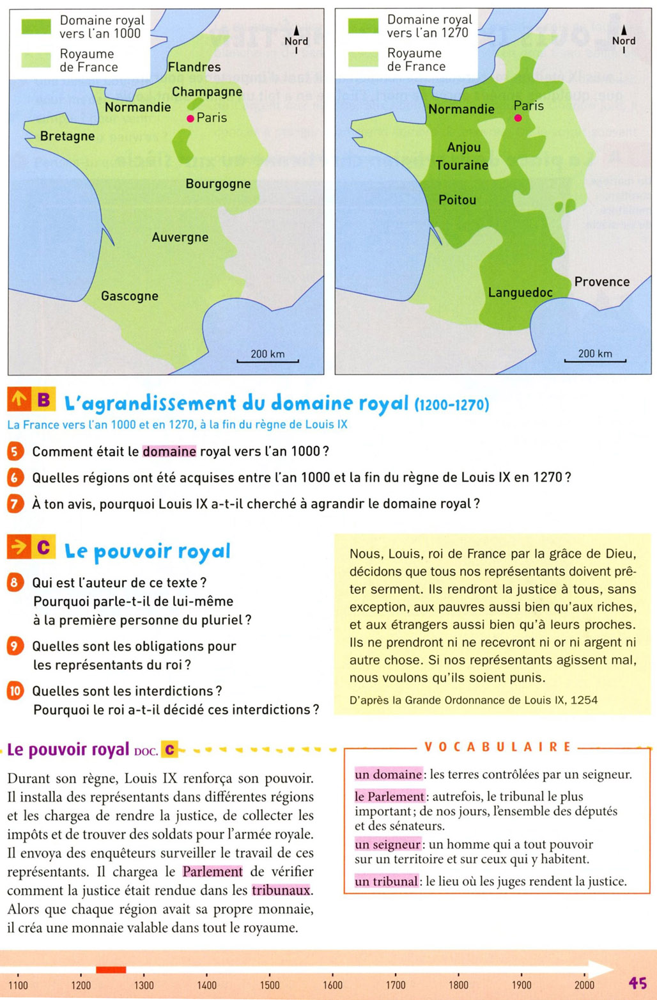 Domaine royal
vers l'an 1000
Royaume
de France
Nord
Flandres
Champagne
Normandie
Paris
Bretagne
Bourgogne
Auvergne
Gascogne
200 km
Domaine royal
vers l'an 1270
Royaume
de France
Nord
Paris
Normandie
Anjou
Touraine
Poitou
Provence
Languedoc
200 km
B L'agrandissement du domaine royal (1200-1270)
La France vers l'an 1000 et en 1270, à la fin du règne de Louis IX
5 Comment était le domaine royal vers l'an 1000 ?
6 Quelles régions ont été acquises entre l'an 1000 et la fin du règne de Louis IX en 1270 ?
7 À ton avis, pourquoi Louis IX a-t-il cherché à agrandir le domaine royal ?
C Le pouvoir royal
8 Qui est l'auteur de ce texte ?
Pourquoi parle-t-il de lui-même
à la première personne du pluriel ?
9 Quelles sont les obligations pour
les représentants du roi ?
10 Quelles sont les interdictions ?
Pourquoi le roi a-t-il décidé ces interdictions ?
Nous, Louis, roi de France par la grâce de Dieu,
décidons que tous nos représentants doivent prê-
ter serment. Ils rendront la justice à tous, sans
exception, aux pauvres aussi bien qu'aux riches,
et aux étrangers aussi bien qu'à leurs proches.
Ils ne prendront ni ne recevront ni or ni argent ni
autre chose. Si nos représentants agissent mal,
nous voulons qu'ils soient punis.
D'après la Grande Ordonnance de Louis IX, 1254
Le pouvoir royal DOC. C
Durant son règne, Louis IX renforça son pouvoir.
Il installa des représentants dans différentes régions
et les chargea de rendre la justice, de collecter les
impôts et de trouver des soldats pour l'armée royale.
Il envoya des enquêteurs surveiller le travail de ces
représentants. Il chargea le Parlement de vérifier
comment la justice était rendue dans les tribunaux.
Alors que chaque région avait sa propre monnaie,
il créa une monnaie valable dans tout le royaume.
VOCABULAIRE
un domaine : les terres contrôlées par un seigneur.
le Parlement : autrefois, le tribunal le plus
important ; de nos jours, l'ensemble des députés
et des sénateurs.
un seigneur : un homme qui a tout pouvoir
sur un territoire et sur ceux qui y habitent.
un tribunal : le lieu où les juges rendent la justice.
1100 1200 1300 1400 1500 1600 1700 1800 1900 2000
45